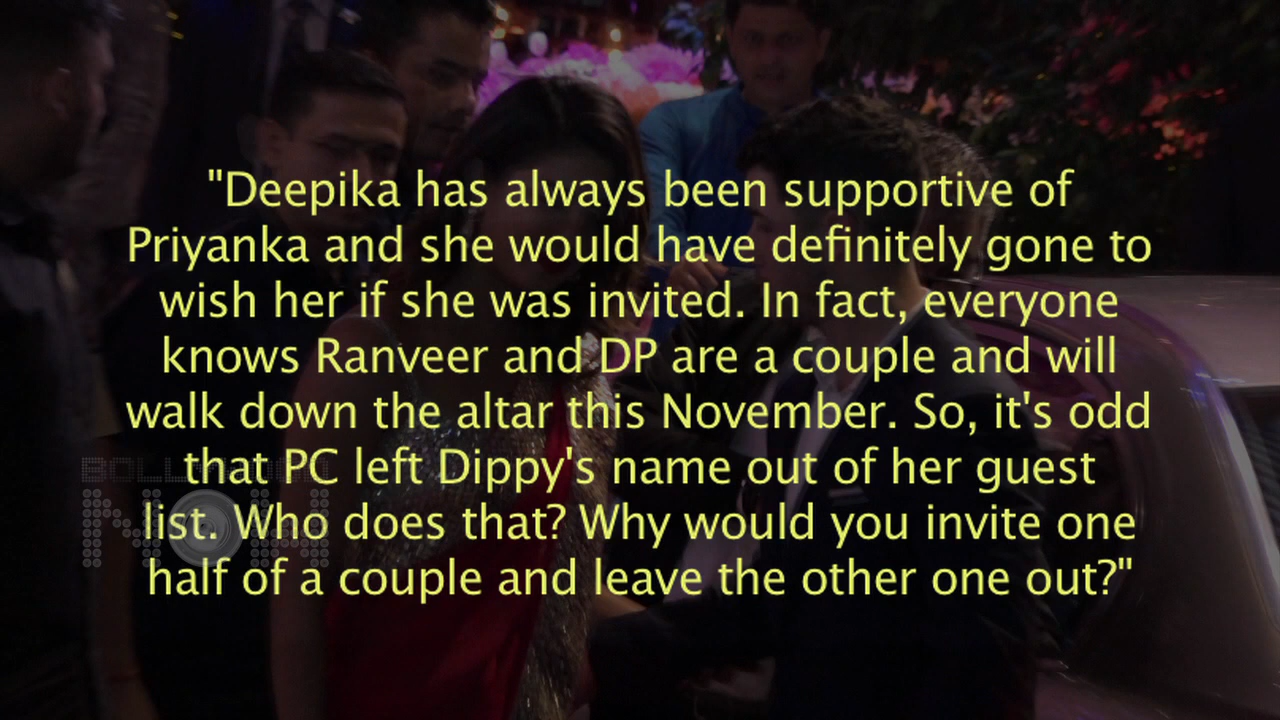 "Deepika has always been supportive of
Priyanka and she would have definitely gone to
wish her if she was invited. In fact, everyone
knows Ranveer and DP are a couple and will
walk down the altar this November. So, it's odd
that PC left Dippy's name out of her guest
list. Who does that? Why would you invite one
half of a couple and leave the other one out?"
BOLLYWOOD
NOW